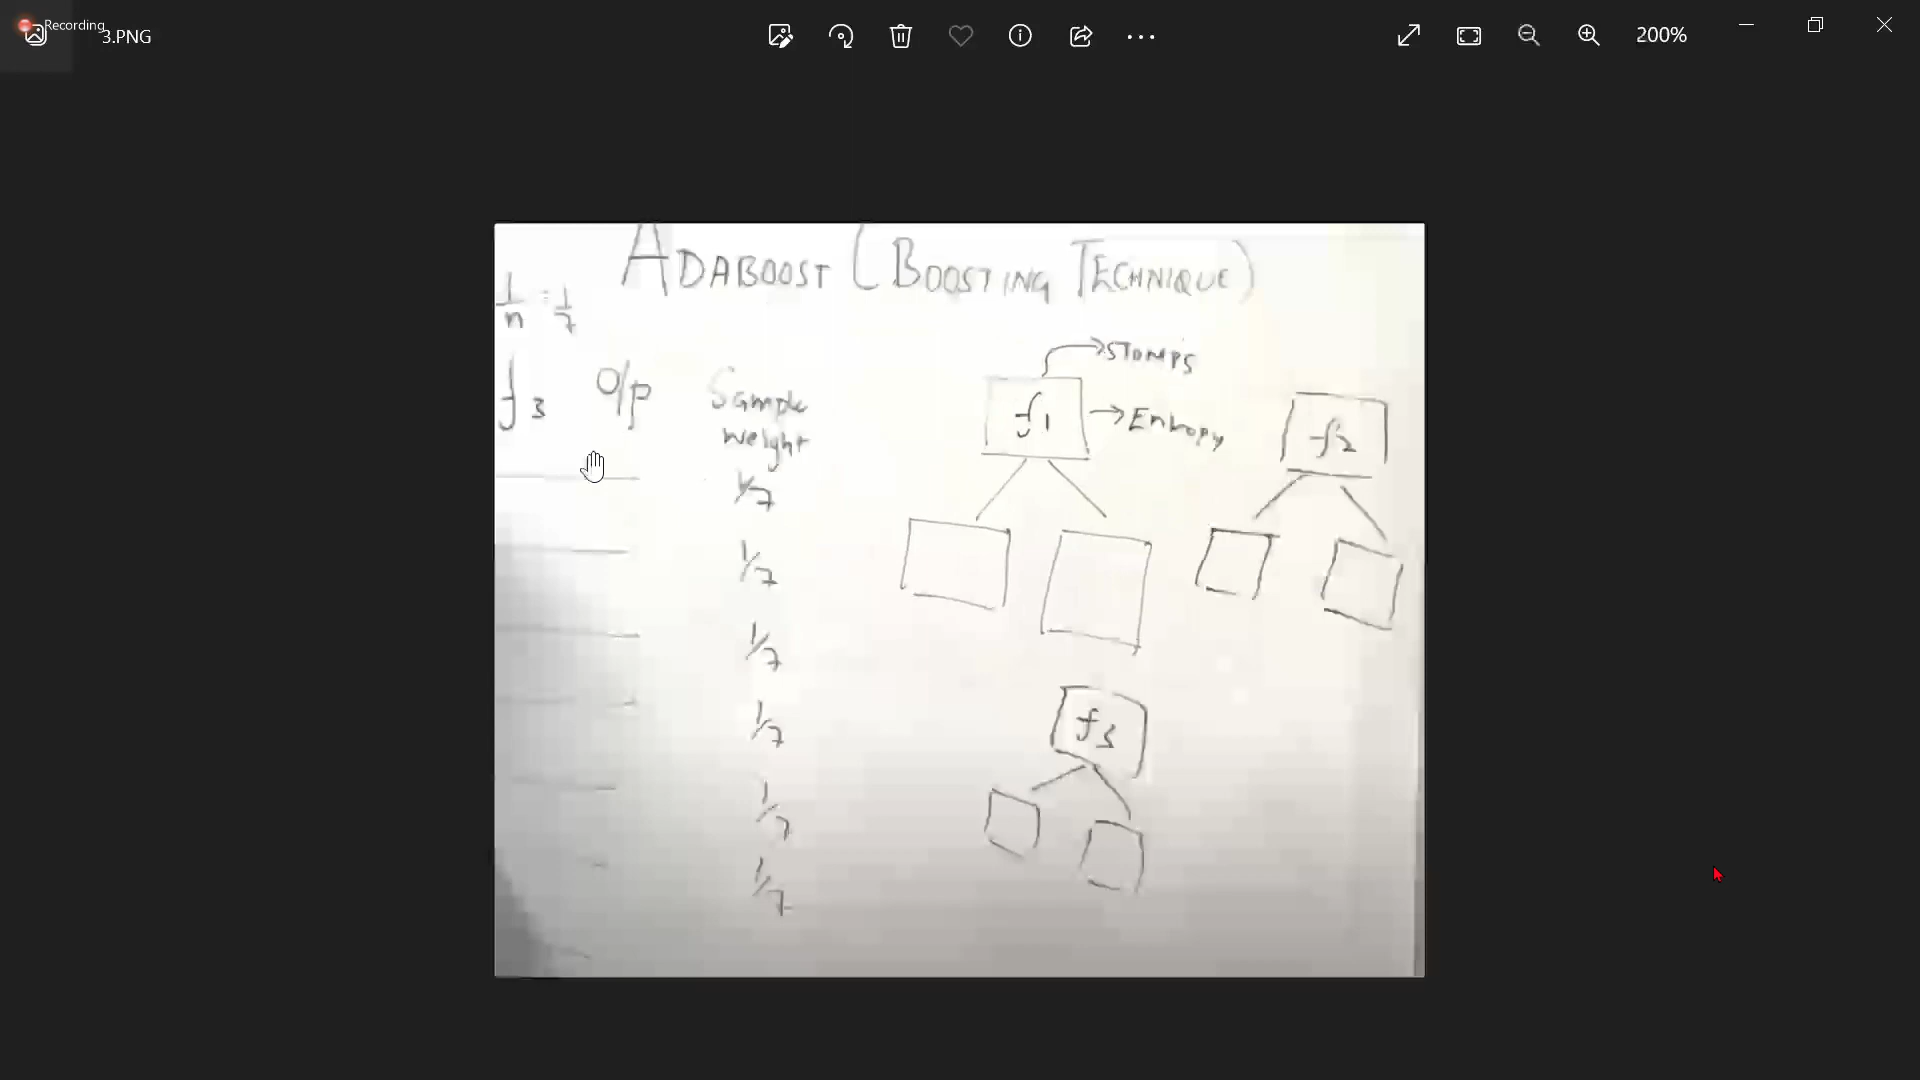 Recording
3.PNG
200%
ADABOOST (BOOSTING TECHNIQUE)
1/n = 1/7
f3 O/p Sample weight
1/7
1/7
1/7
1/7
1/7
1/7
STOMPS
f1
Entropy
f2
f3